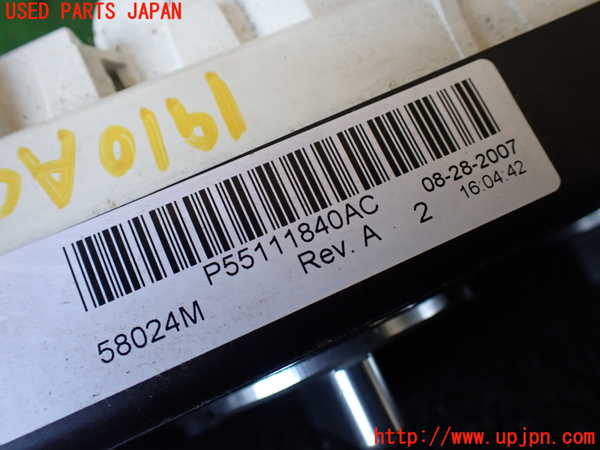 USED PARTS JAPAN
1910AC
P55111840AC
08-28-2007
Rev. A 2
16:04:42
58024M
http://www.upjpn.com/